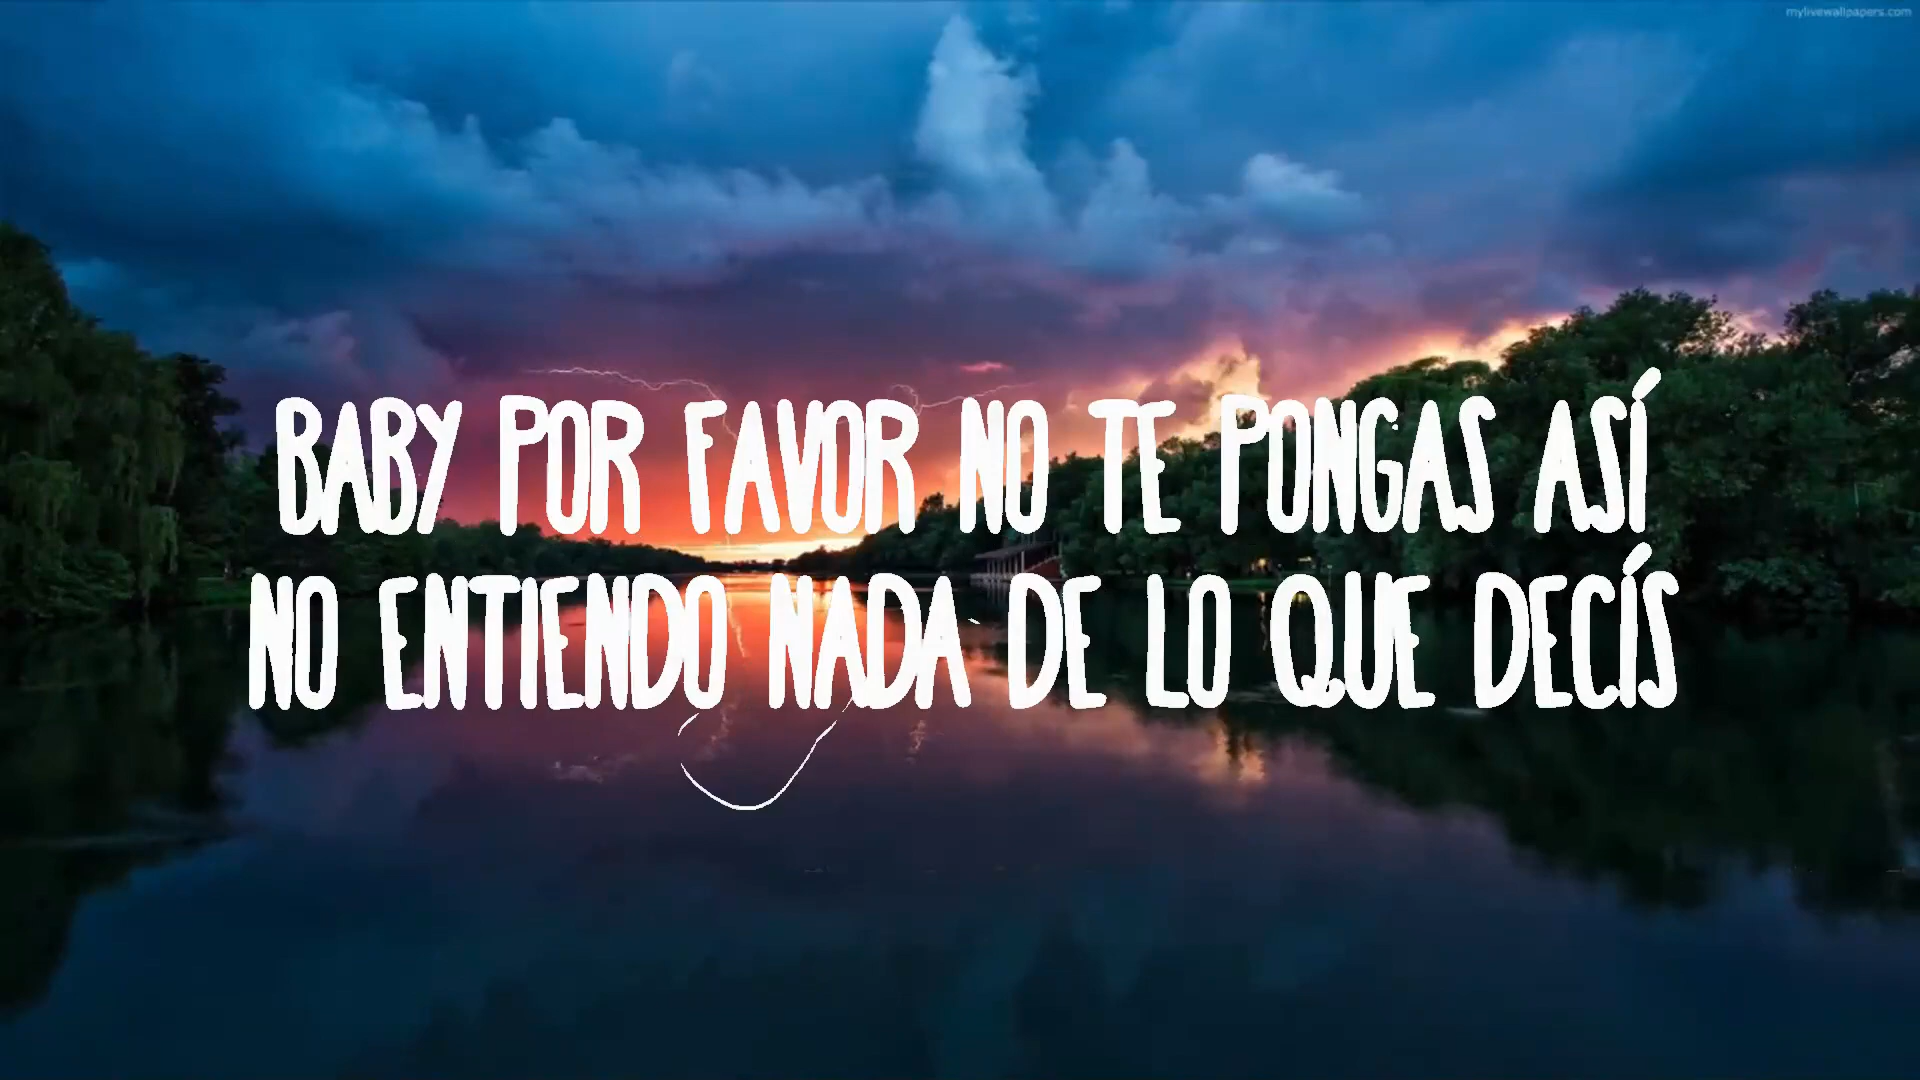 mylivewallpapers.com
BABY POR FAVOR NO TE PONGAS ASÍ
NO ENTIENDO NADA DE LO QUE DECÍS